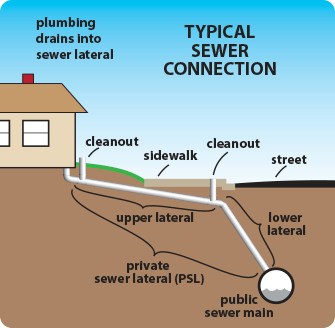 plumbing
drains into
sewer lateral
TYPICAL
SEWER
CONNECTION
cleanout
sidewalk
cleanout
street
upper lateral
lower
lateral
private
sewer lateral (PSL)
public
sewer main